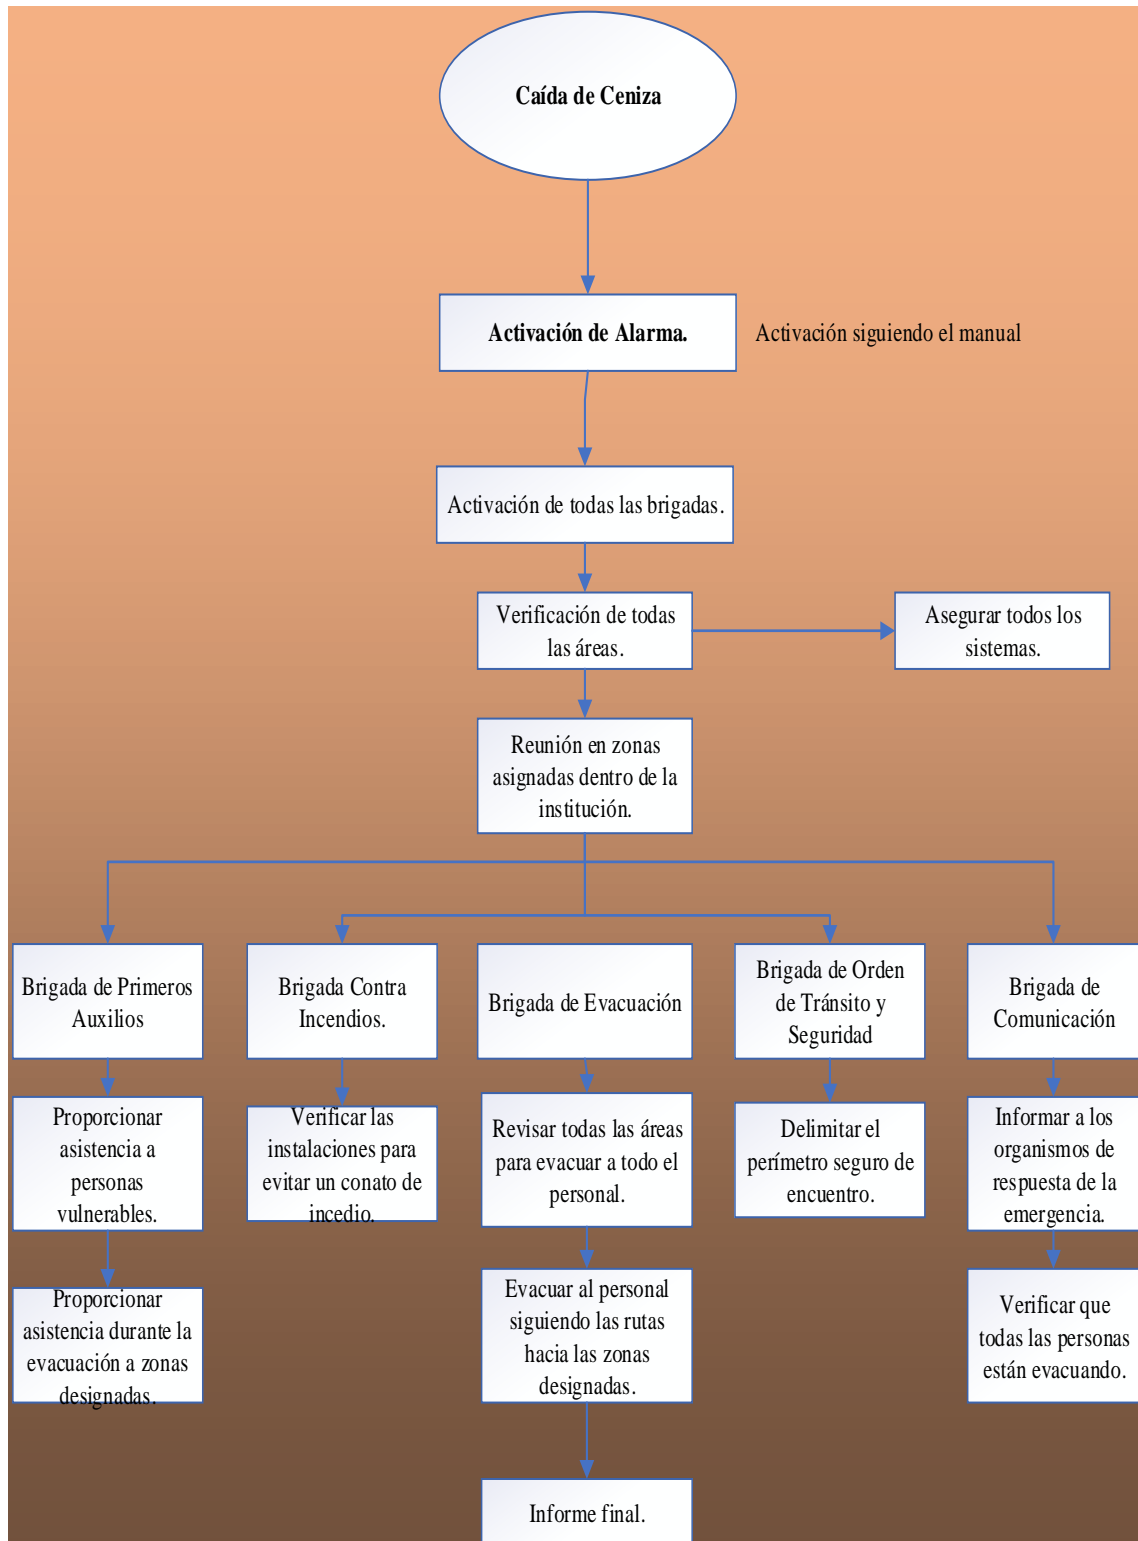 Caída de Ceniza
Activación de Alarma.
Activación siguiendo el manual
Activación de todas las brigadas.
Verificación de todas
las áreas.
Asegurar todos los
sistemas.
Reunión en zonas
asignadas dentro de la
institución.
Brigada de Primeros
Auxilios
Brigada Contra
Incendios.
Brigada de Evacuación
Brigada de Orden
de Tránsito y
Seguridad
Brigada de
Comunicación
Proporcionar
asistencia a
personas
vulnerables.
Verificar las
instalaciones para
evitar un conato de
incedio.
Revisar todas las áreas
para evacuar a todo el
personal.
Delimitar el
perímetro seguro de
encuentro.
Informar a los
organismos de
respuesta de la
emergencia.
Proporcionar
asistencia durante la
evacuación a zonas
designadas.
Evacuar al personal
siguiendo las rutas
hacia las zonas
designadas.
Verificar que
todas las personas
están evacuando.
Informe final.